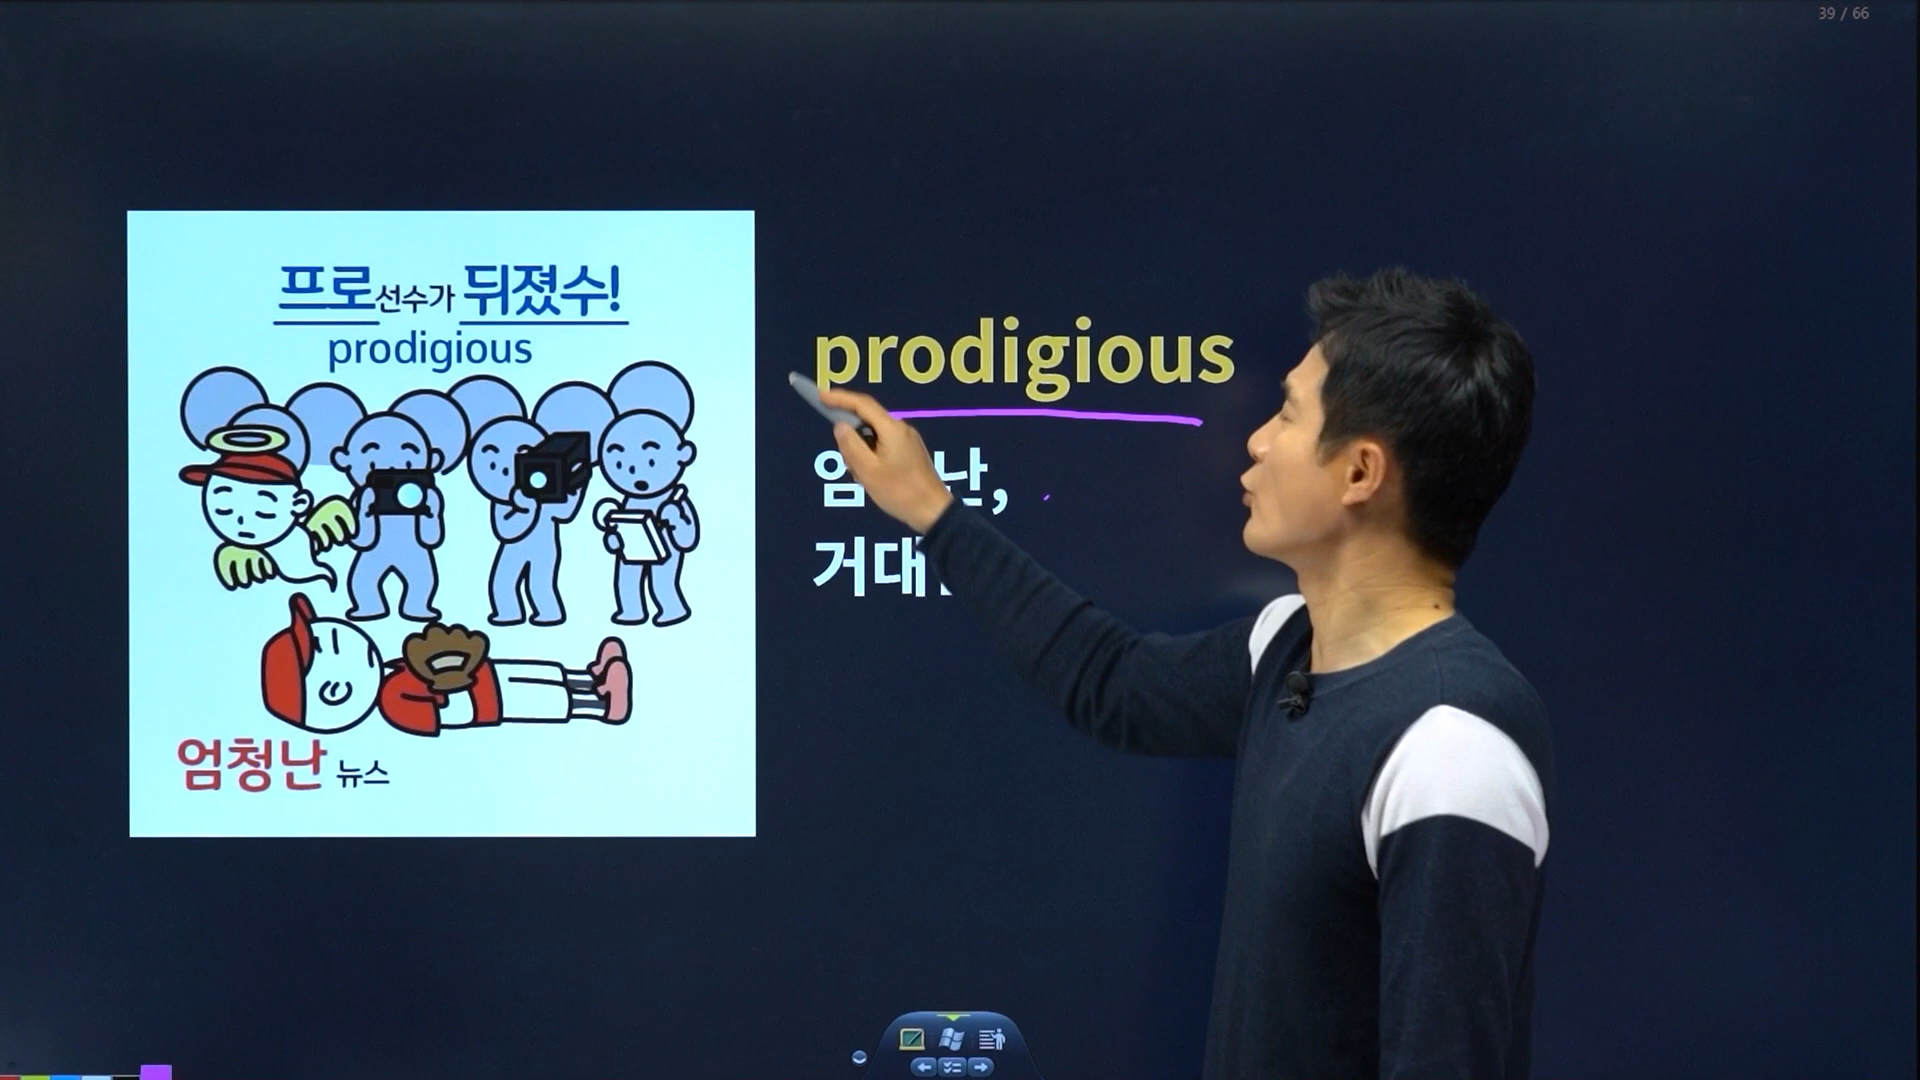 39 / 66
프로선수가 뒤졌수!
prodigious
엄청난 뉴스
prodigious
난,
거대